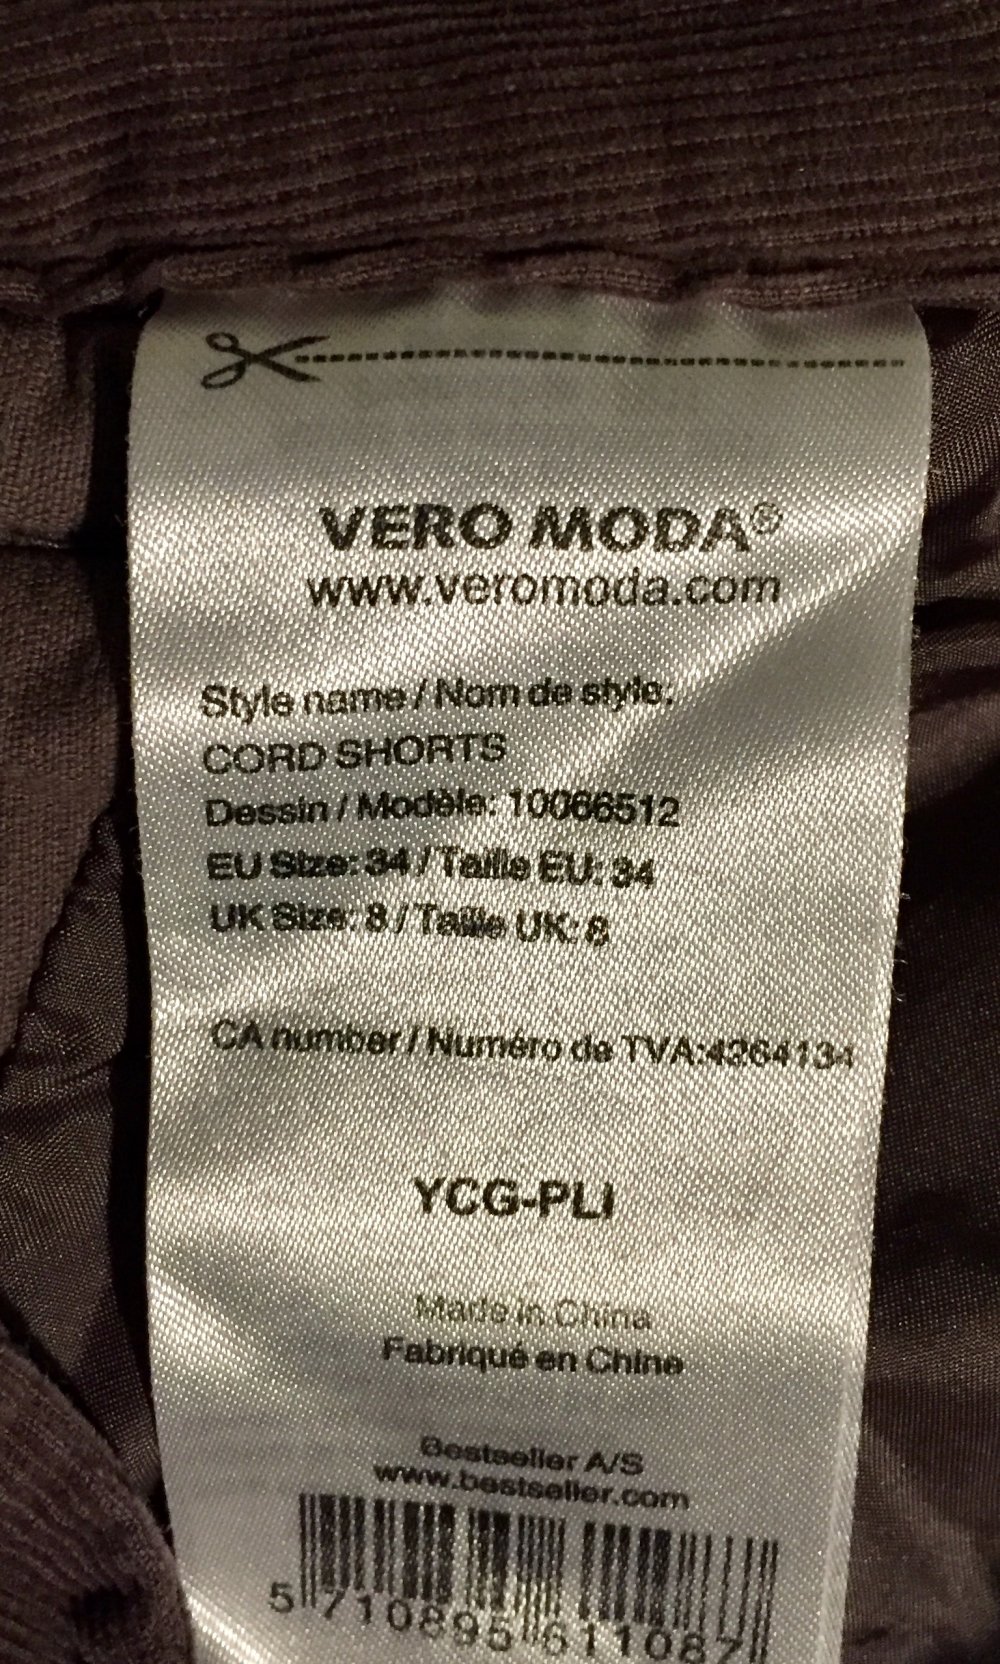 VERO MODA®
www.veromoda.com
Style name / Nom de style:
CORD SHORTS
Dessin / Modèle: 10066512
EU Size: 34 / Taille EU: 34
UK Size: 8 / Taille UK: 8
CA number / Numéro de TVA:4264134
YCG-PLI
Made in China
Fabriqué en Chine
Bestseller A/S
www.bestseller.com
5 710895 611087